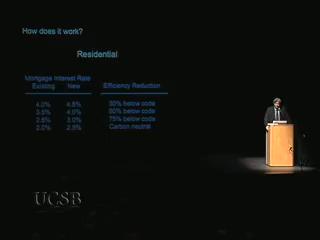 How does it work?
Residential
Mortgage Interest Rate
Existing New Efficiency Reduction
4.0% 4.5% 30% below code
3.5% 4.0% 50% below code
2.5% 3.0% 75% below code
2.0% 2.5% Carbon neutral
UCSB